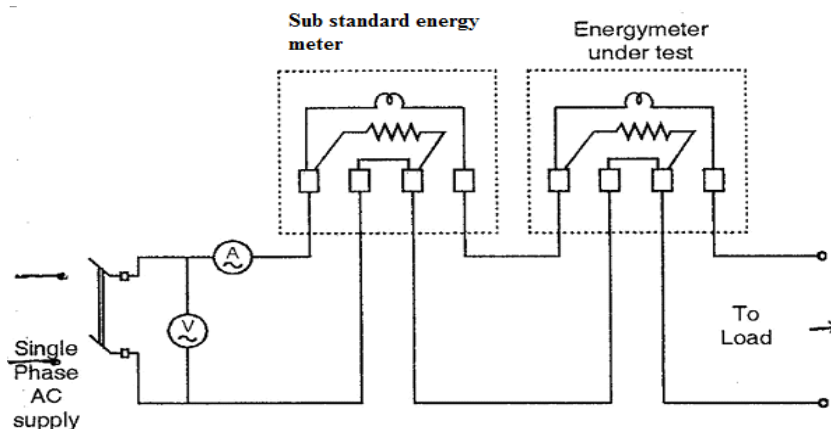 Sub standard energy
meter
Energymeter
under test
A
V
To
Load
Single
Phase
AC
supply